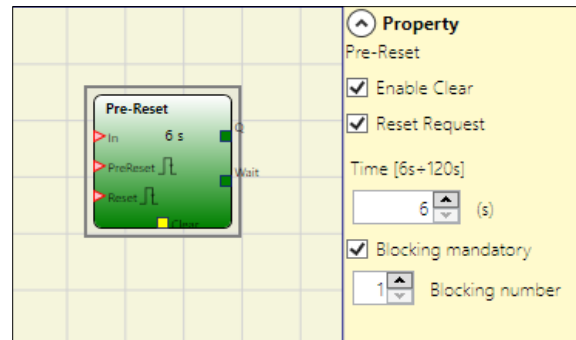 Pre-Reset
In 6 s
Q
PreReset
Wait
Reset
Clear
Property
Pre-Reset
Enable Clear
Reset Request
Time [6s÷120s]
6 (s)
Blocking mandatory
1 Blocking number